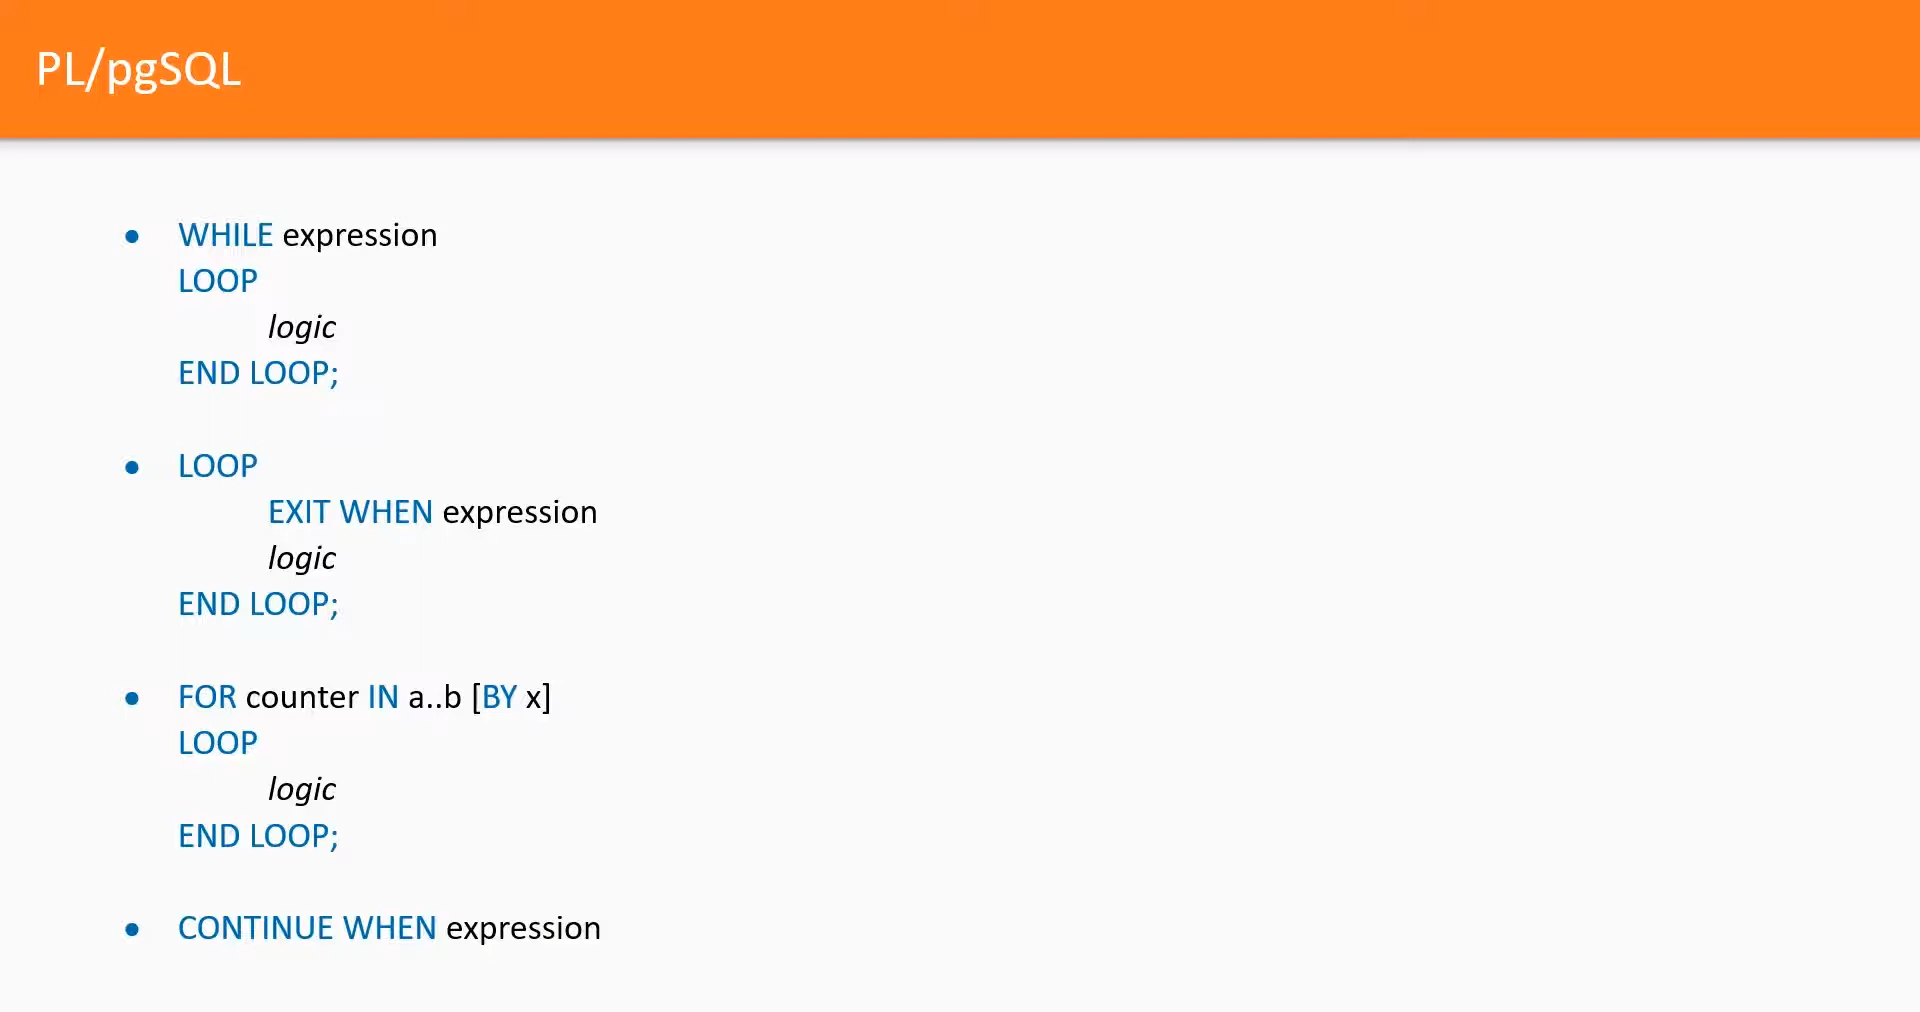 PL/pgSQL
● WHILE expression
LOOP
logic
END LOOP;
● LOOP
EXIT WHEN expression
logic
END LOOP;
● FOR counter IN a..b [BY x]
LOOP
logic
END LOOP;
● CONTINUE WHEN expression